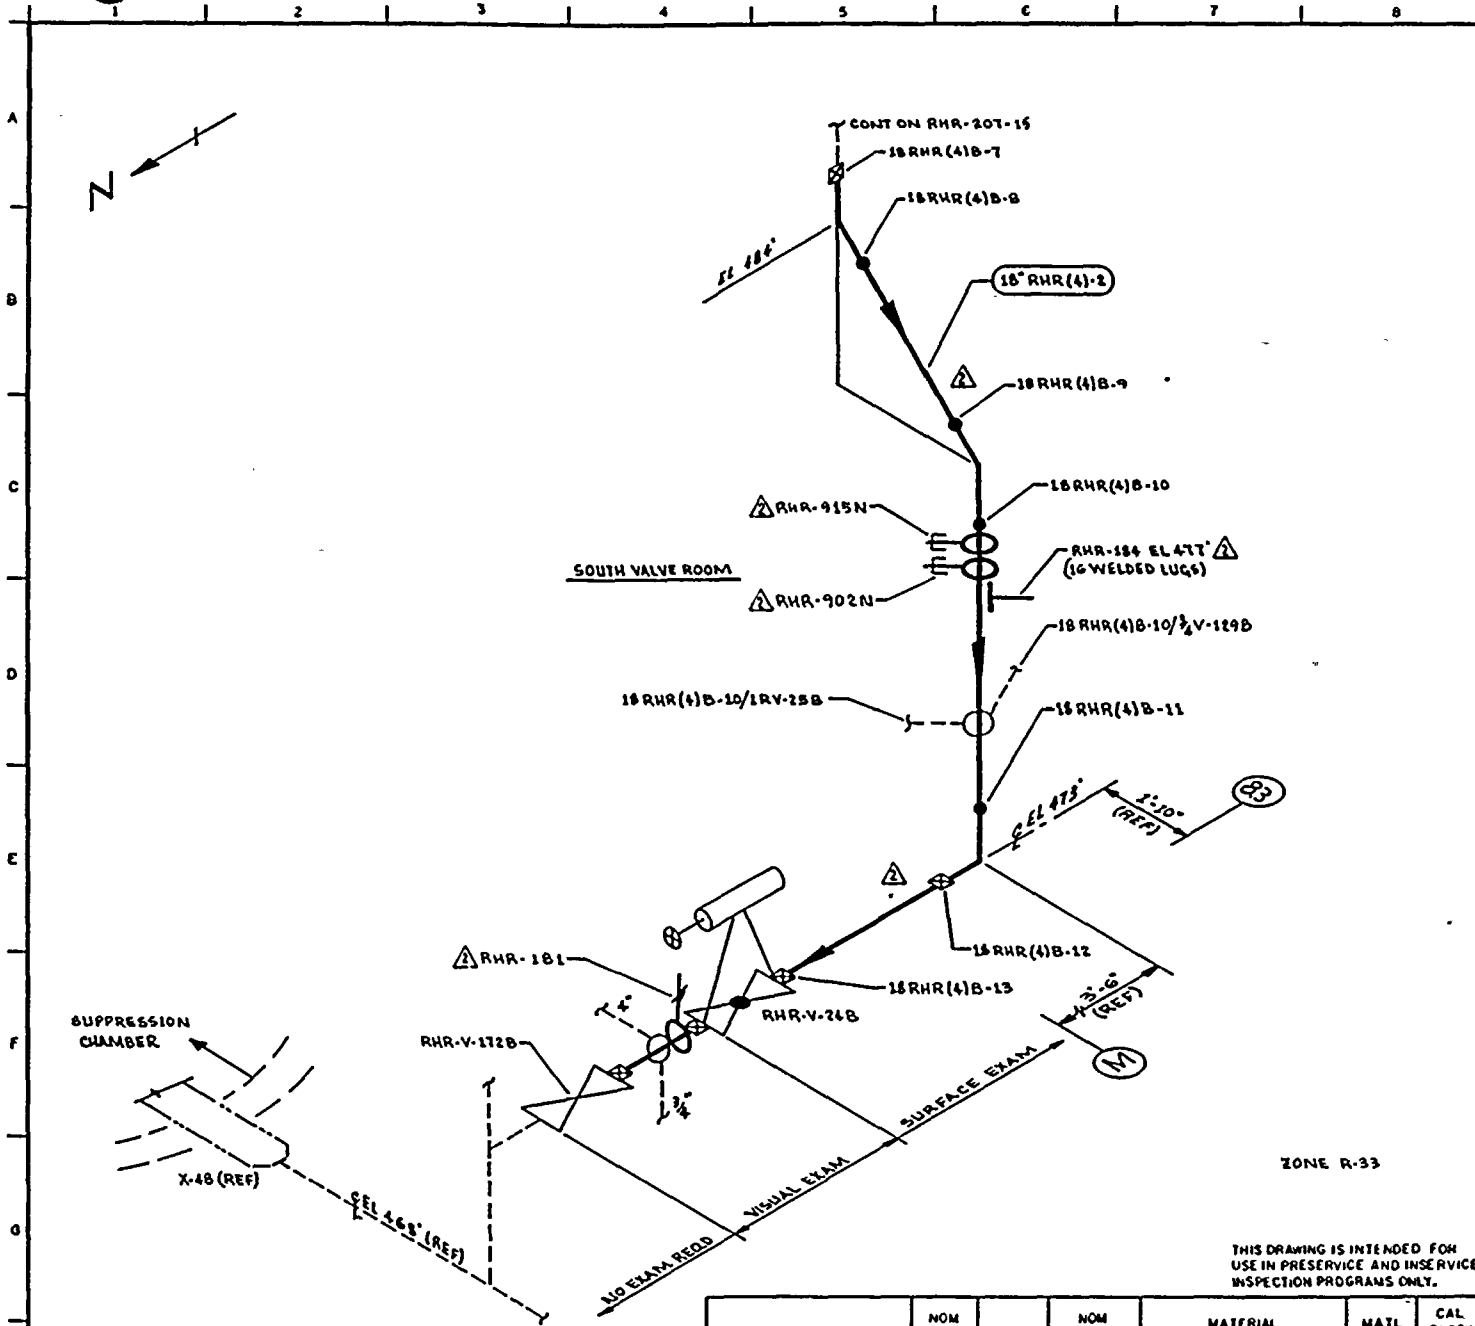 1 2 3 4 5 6 7 8
A
B
C
D
E
F
G
N
CONT ON RHR-207-15
18RHR(4)B-7
18RHR(4)B-8
EL 484'
18" RHR(4)-2
2
18RHR(4)B-9
18RHR(4)B-10
2 RHR-915N
RHR-184 EL 477' 2
(16 WELDED LUGS)
SOUTH VALVE ROOM
2 RHR-902N
18RHR(4)B-10/3/4V-129B
18RHR(4)B-10/1RV-25B
18RHR(4)B-11
℄ EL 473'
1'-10"
(REF)
8.3
2
18RHR(4)B-12
2 RHR-181
18RHR(4)B-13
3'-6"
(REF)
4"
RHR-V-24B
M
SUPPRESSION
CHAMBER
RHR-V-172B
3/4"
SURFACE EXAM
X-48 (REF)
VISUAL EXAM
ZONE R-33
℄ EL 468' (REF)
NO EXAM REQD
THIS DRAWING IS INTENDED FOR
USE IN PRESERVICE AND INSERVICE
INSPECTION PROGRAMS ONLY.
NOM NOM MATERIAL MATL CAL